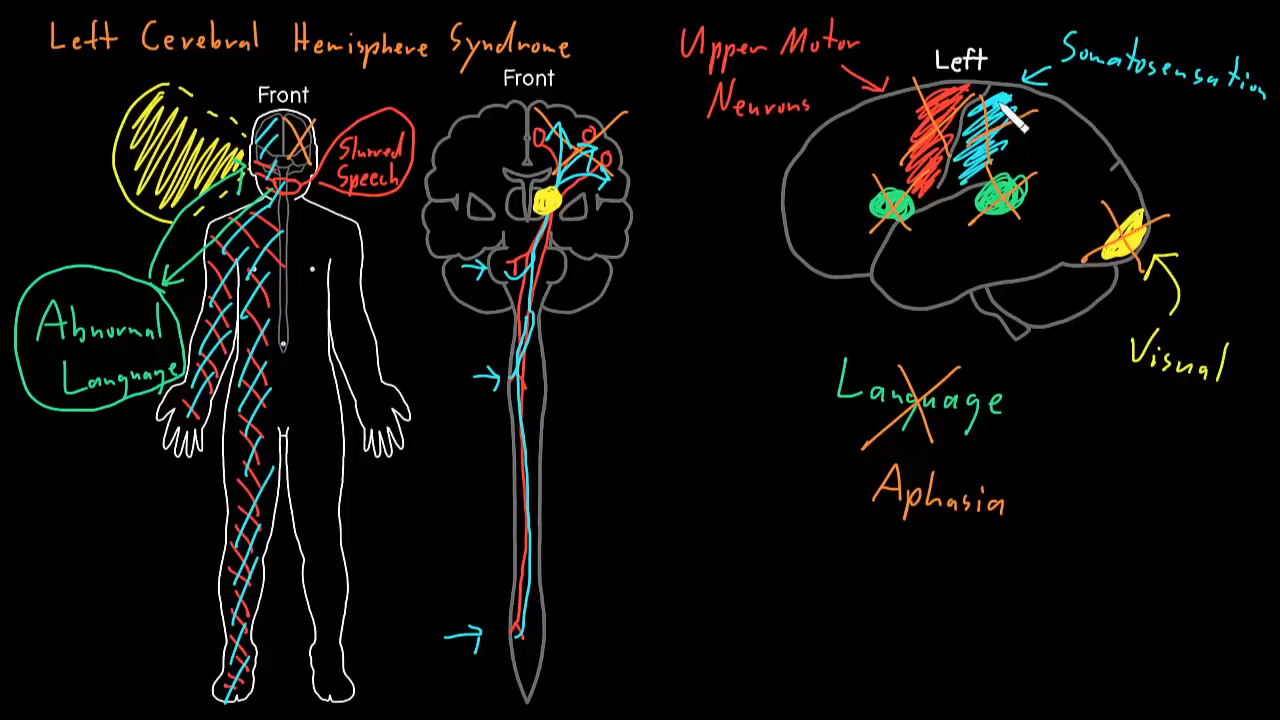 Left Cerebral Hemisphere Syndrome
Front
Slurred
Speech
Abnormal
Language
Front
Upper Motor
Neurons
Left
Somatosensation
Visual
Language
Aphasia